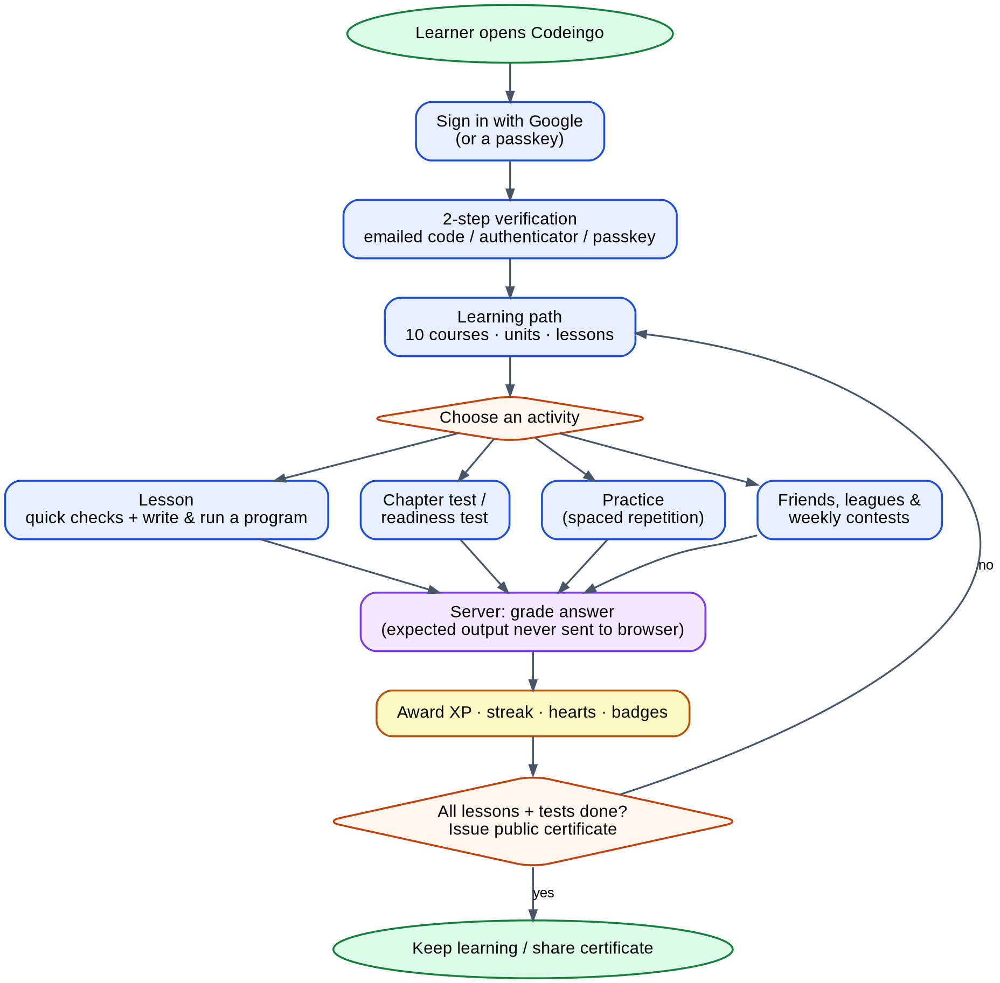 Learner opens Codeingo
Sign in with Google
(or a passkey)
2-step verification
emailed code / authenticator / passkey
Learning path
10 courses · units · lessons
Choose an activity
Lesson
quick checks + write & run a program
Chapter test /
readiness test
Practice
(spaced repetition)
Friends, leagues &
weekly contests
no
Server: grade answer
(expected output never sent to browser)
Award XP · streak · hearts · badges
All lessons + tests done?
Issue public certificate
yes
Keep learning / share certificate